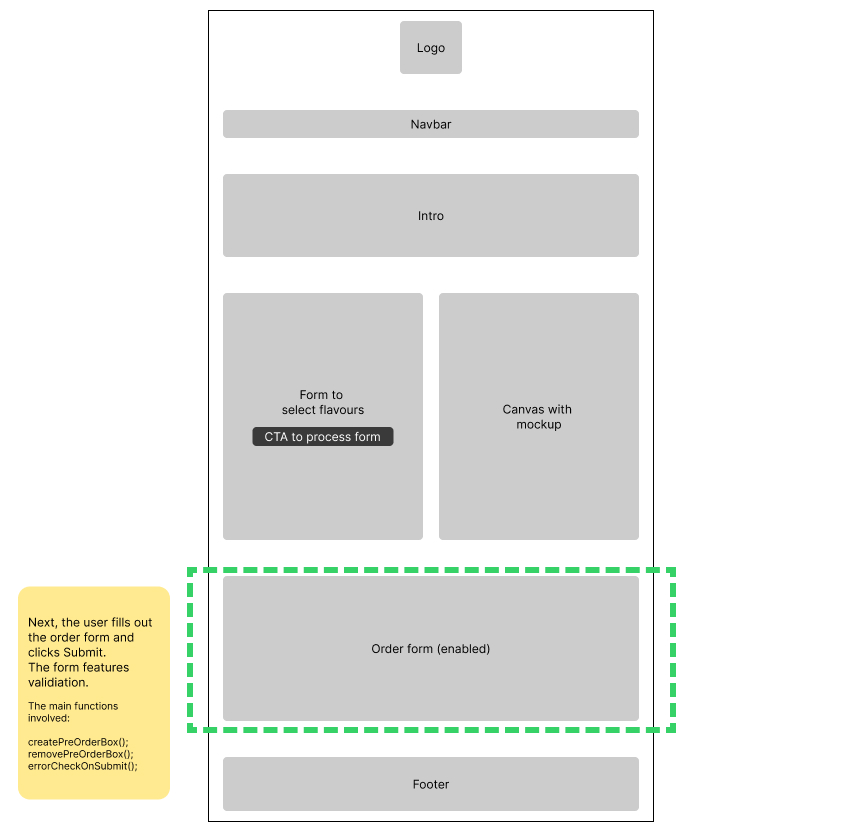 Logo
Navbar
Intro
Form to
select flavours
CTA to process form
Canvas with
mockup
Next, the user fills out
the order form and
clicks Submit.
The form features
validiation.
The main functions
involved:
createPreOrderBox();
removePreOrderBox();
errorCheckOnSubmit();
Order form (enabled)
Footer